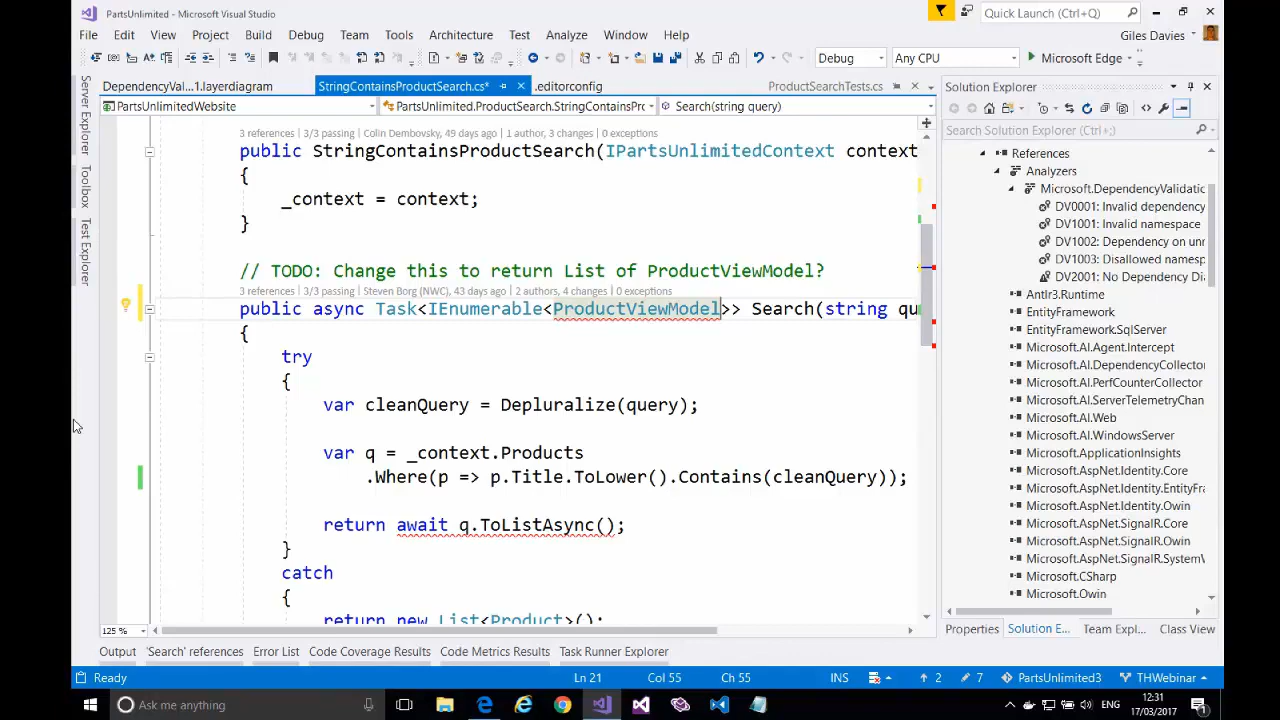 PartsUnlimited - Microsoft Visual Studio
Quick Launch (Ctrl+Q)
File Edit View Project Build Debug Team Tools Architecture Test Analyze Window Help
Giles Davies
Debug Any CPU Microsoft Edge
DependencyVal...1.layerdiagram StringContainsProductSearch.cs* .editorconfig ProductSearchTests.cs
Solution Explorer
PartsUnlimitedWebsite PartsUnlimited.ProductSearch.StringContainsPrc Search(string query)
Search Solution Explorer (Ctrl+;)
Server Explorer
Toolbox
Test Explorer
3 references | 3/3 passing | Colin Dembovsky, 49 days ago | 1 author, 3 changes | 0 exceptions
public StringContainsProductSearch(IPartsUnlimitedContext context
{
_context = context;
}
// TODO: Change this to return List of ProductViewModel?
3 references | 3/3 passing | Steven Borg (NWC), 43 days ago | 2 authors, 4 changes | 0 exceptions
public async Task<IEnumerable<ProductViewModel>> Search(string qu
{
try
{
var cleanQuery = Depluralize(query);
var q = _context.Products
.Where(p => p.Title.ToLower().Contains(cleanQuery));
return await q.ToListAsync();
}
catch
{
return new List<Product>();
125 %
References
Analyzers
Microsoft.DependencyValidatic
DV0001: Invalid dependency
DV1001: Invalid namespace
DV1002: Dependency on unr
DV1003: Disallowed namesp
DV2001: No Dependency Di
Antlr3.Runtime
EntityFramework
EntityFramework.SqlServer
Microsoft.AI.Agent.Intercept
Microsoft.AI.DependencyCollector
Microsoft.AI.PerfCounterCollector
Microsoft.AI.ServerTelemetryChan
Microsoft.AI.Web
Microsoft.AI.WindowsServer
Microsoft.ApplicationInsights
Microsoft.AspNet.Identity.Core
Microsoft.AspNet.Identity.EntityFra
Microsoft.AspNet.Identity.Owin
Microsoft.AspNet.SignalR.Core
Microsoft.AspNet.SignalR.Owin
Microsoft.AspNet.SignalR.SystemV
Microsoft.CSharp
Microsoft.Owin
Properties Solution E... Team Expl... Class View
Output 'Search' references Error List Code Coverage Results Code Metrics Results Task Runner Explorer
Ready Ln 21 Col 55 Ch 55 INS 2 7 PartsUnlimited3 THWebinar
Ask me anything
ENG
12:31
17/03/2017
1